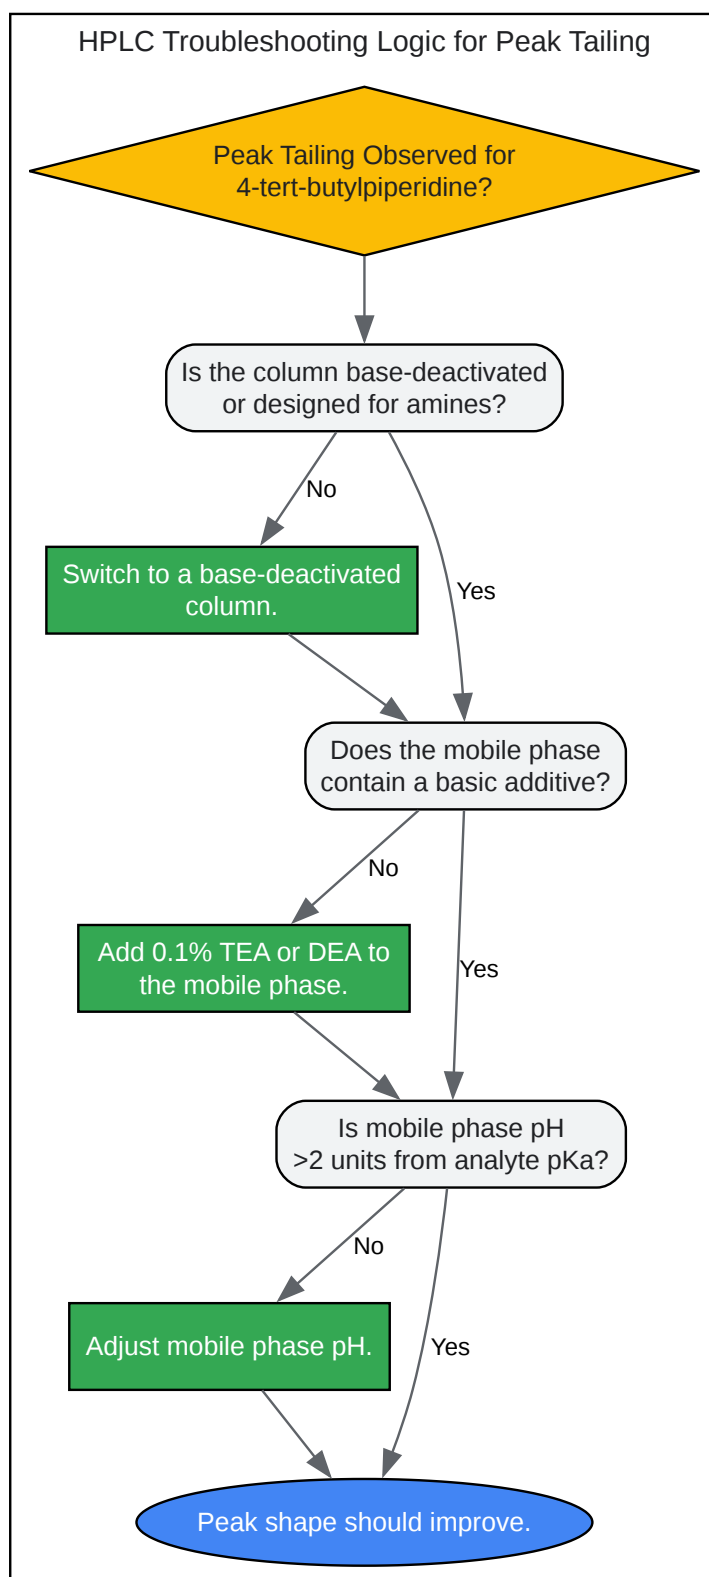 HPLC Troubleshooting Logic for Peak Tailing
Peak Tailing Observed for
4-tert-butylpiperidine?
Is the column base-deactivated
or designed for amines?
No
Switch to a base-deactivated
column.
Yes
Does the mobile phase
contain a basic additive?
No
Add 0.1% TEA or DEA to
the mobile phase.
Yes
Is mobile phase pH
>2 units from analyte pKa?
No
Adjust mobile phase pH.
Yes
Peak shape should improve.